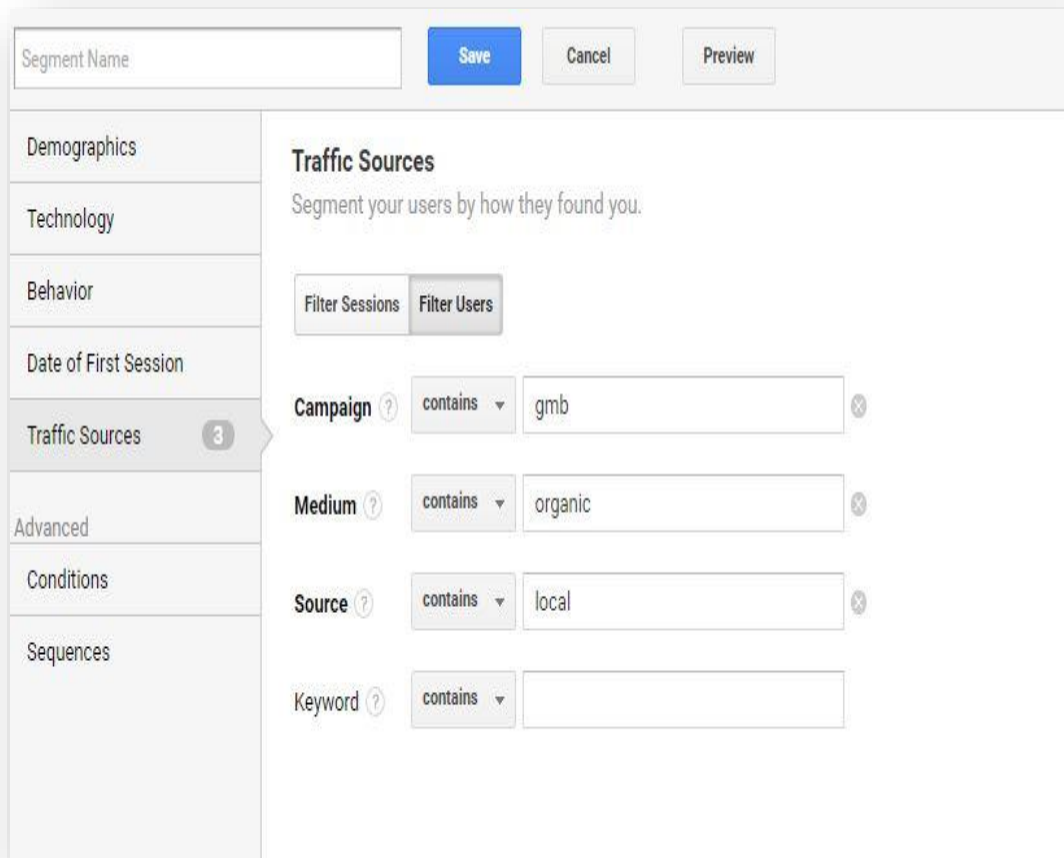 Segment Name Save Cancel Preview
Demographics
Technology
Behavior
Date of First Session
Traffic Sources 3
Advanced
Conditions
Sequences
Traffic Sources
Segment your users by how they found you.
Filter Sessions Filter Users
Campaign ? contains gmb
Medium ? contains organic
Source ? contains local
Keyword ? contains